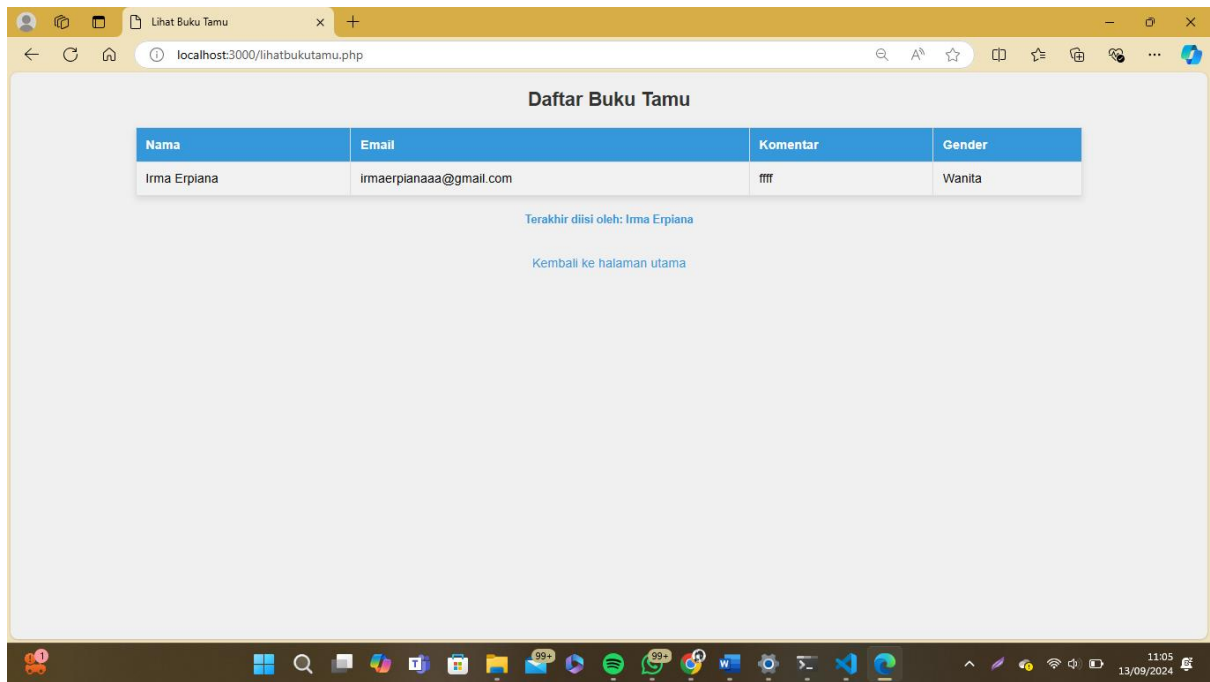 Lihat Buku Tamu
localhost:3000/lihatbukutamu.php
Daftar Buku Tamu
Nama Email Komentar Gender
Irma Erpiana irmaerpianaaa@gmail.com ffff Wanita
Terakhir diisi oleh: Irma Erpiana
Kembali ke halaman utama
1 99+ 99+ 11:05
13/09/2024